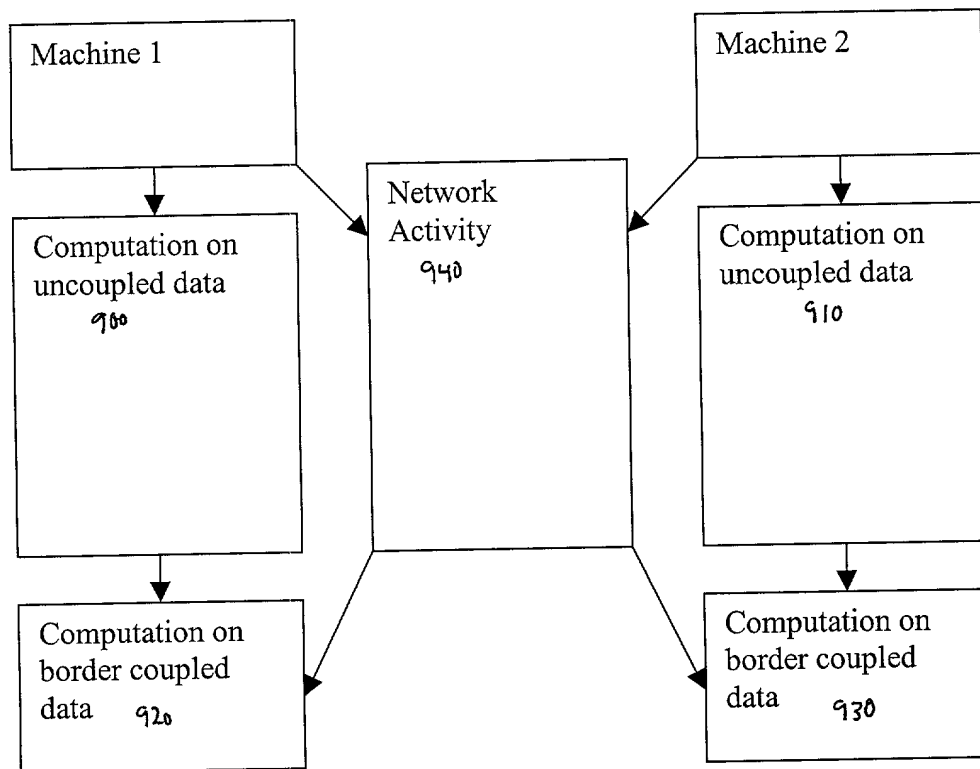 Machine 1
Machine 2
Network
Activity
940
Computation on
uncoupled data
900
Computation on
uncoupled data
910
Computation on
border coupled
data 920
Computation on
border coupled
data 930